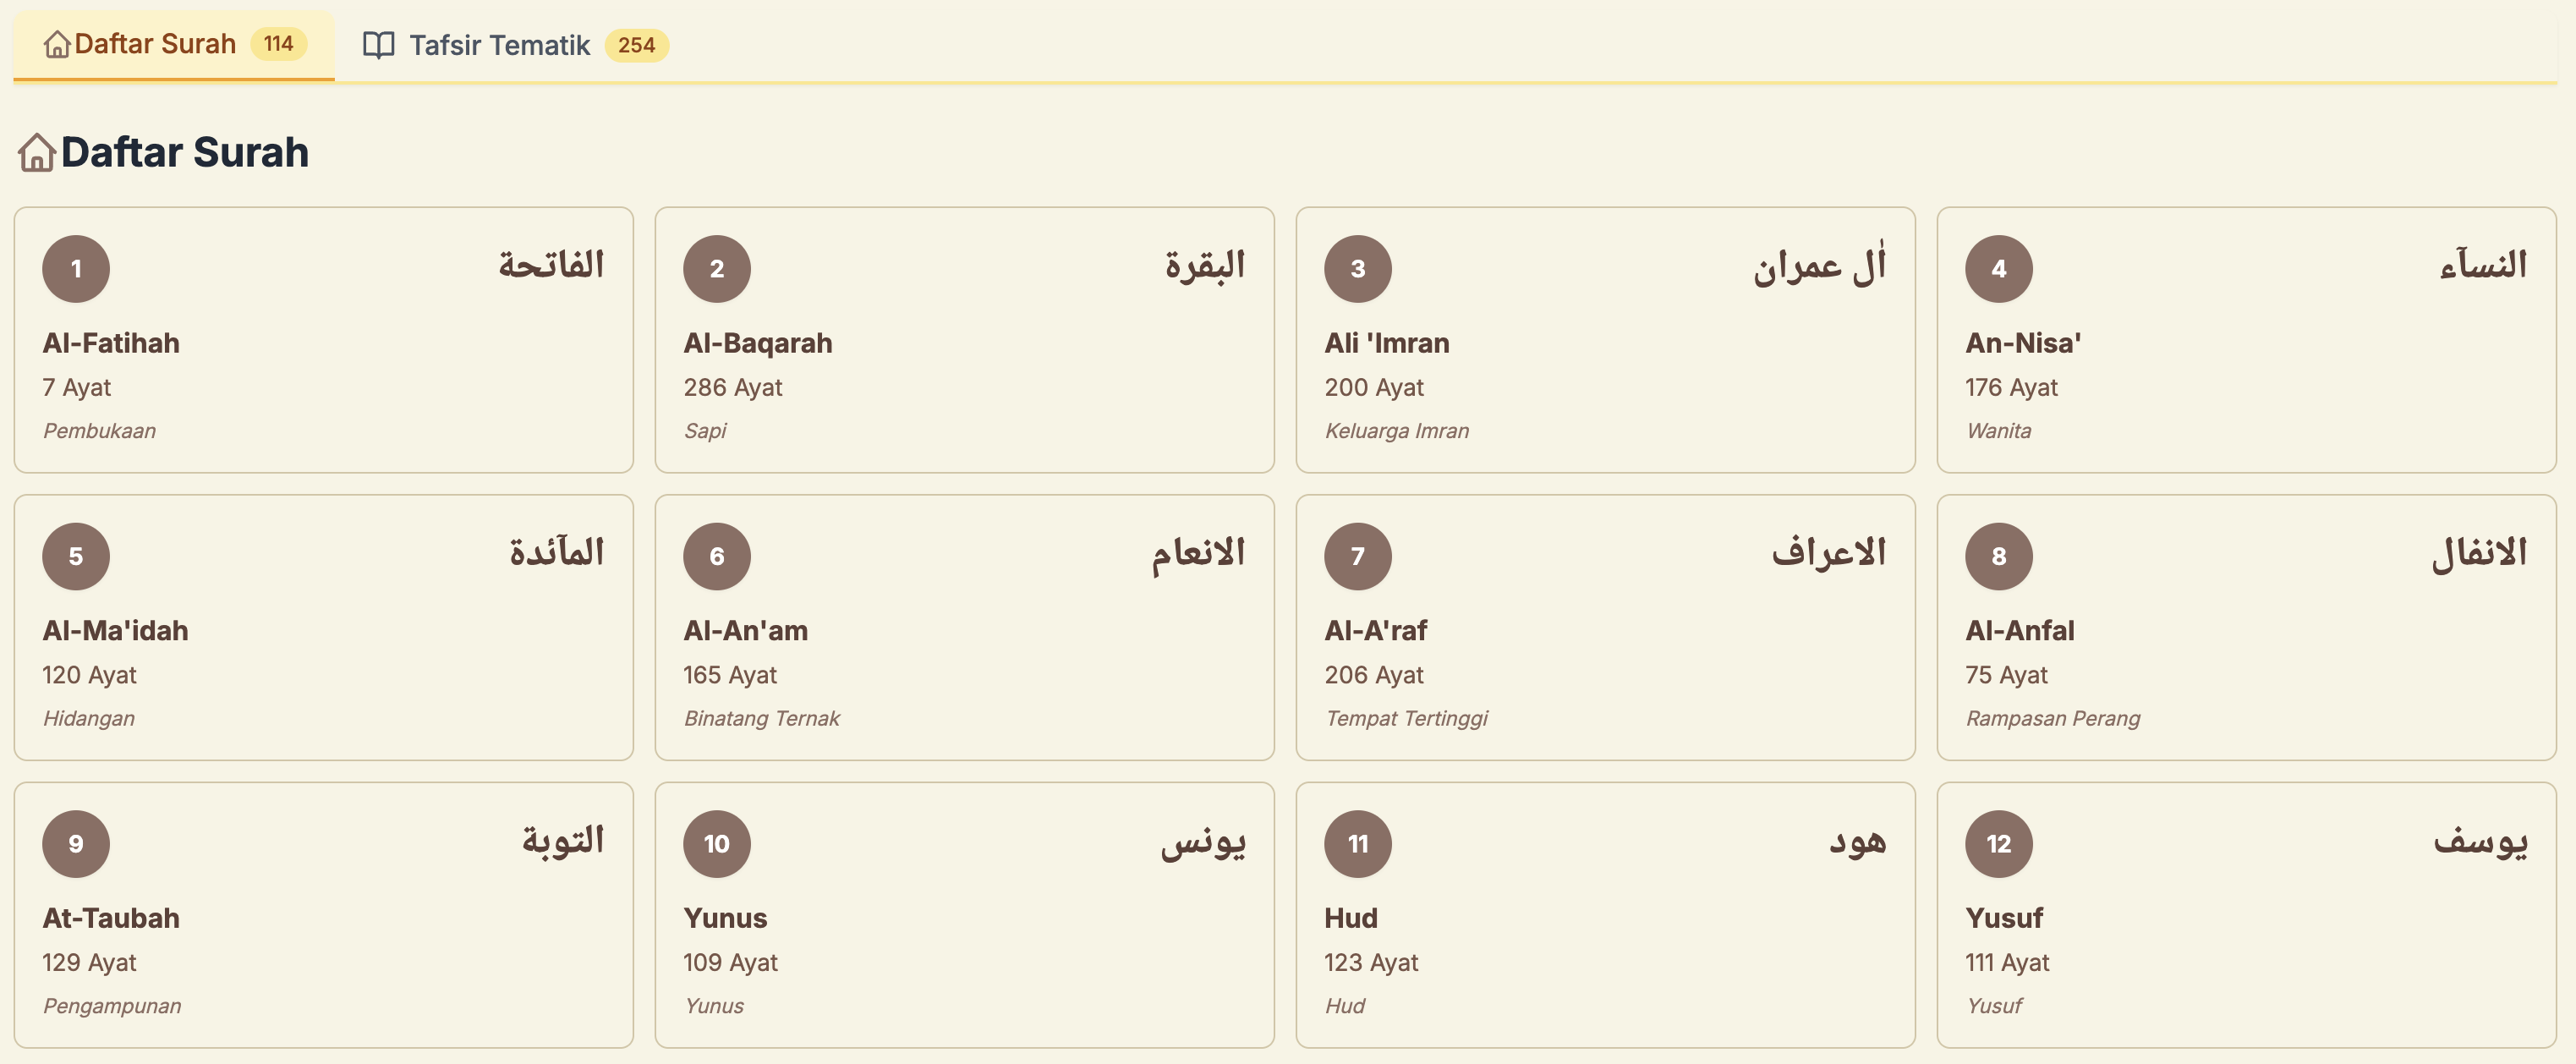 Daftar Surah 114 Tafsir Tematik 254
Daftar Surah
1 الفاتحة
Al-Fatihah
7 Ayat
Pembukaan
2 البقرة
Al-Baqarah
286 Ayat
Sapi
3 اٰل عمران
Ali 'Imran
200 Ayat
Keluarga Imran
4 النسآء
An-Nisa'
176 Ayat
Wanita
5 المآئدة
Al-Ma'idah
120 Ayat
Hidangan
6 الانعام
Al-An'am
165 Ayat
Binatang Ternak
7 الاعراف
Al-A'raf
206 Ayat
Tempat Tertinggi
8 الانفال
Al-Anfal
75 Ayat
Rampasan Perang
9 التوبة
At-Taubah
129 Ayat
Pengampunan
10 يونس
Yunus
109 Ayat
Yunus
11 هود
Hud
123 Ayat
Hud
12 يوسف
Yusuf
111 Ayat
Yusuf